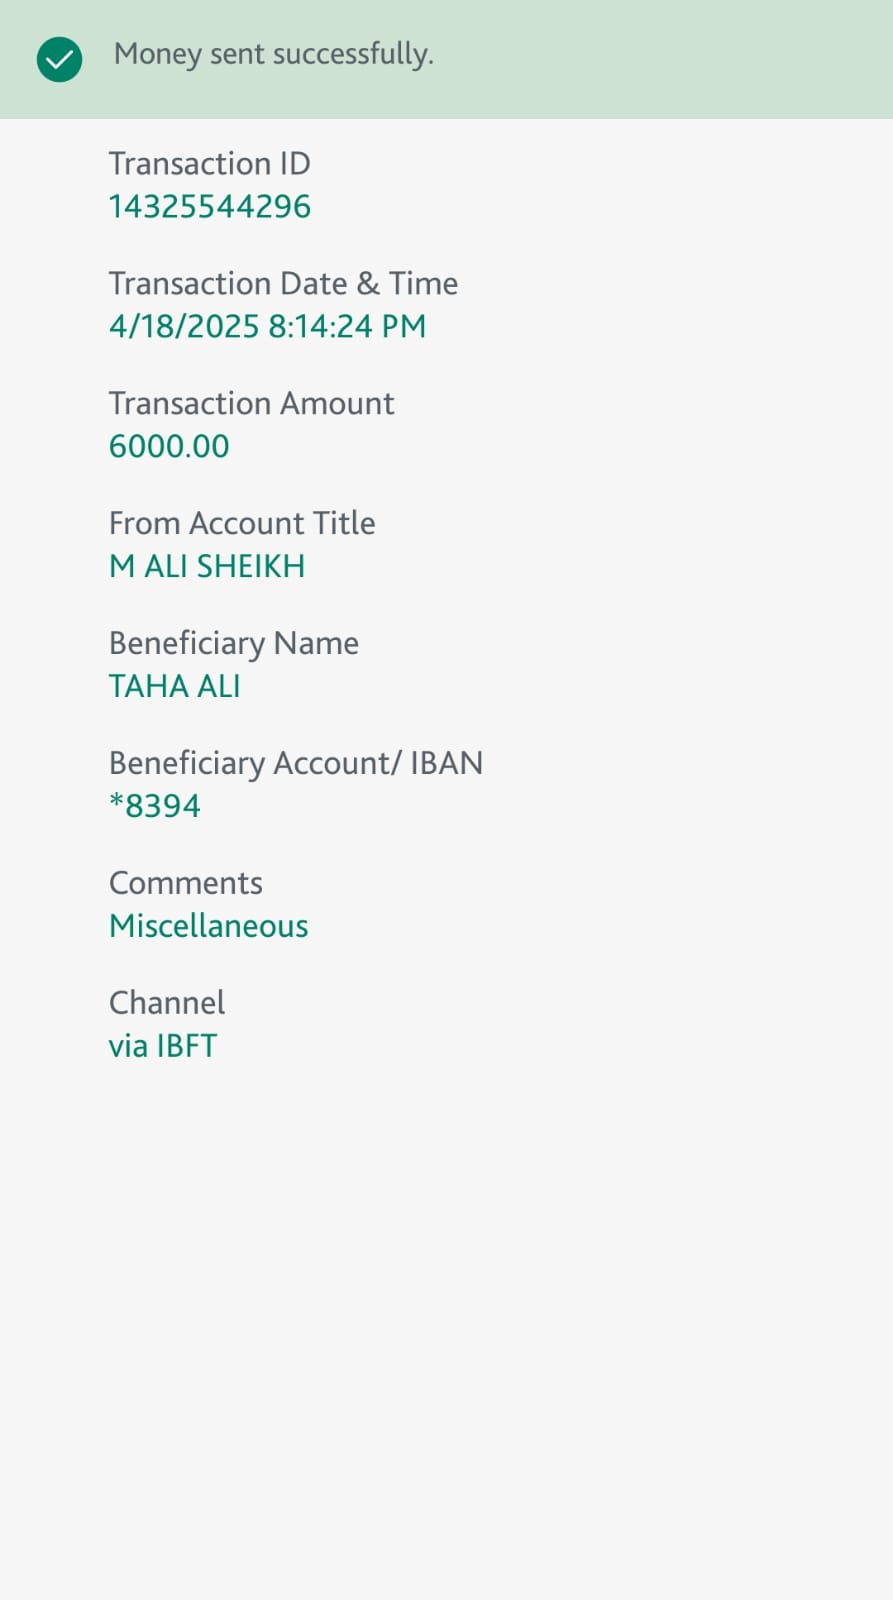 Money sent successfully.
Transaction ID
14325544296
Transaction Date & Time
4/18/2025 8:14:24 PM
Transaction Amount
6000.00
From Account Title
M ALI SHEIKH
Beneficiary Name
TAHA ALI
Beneficiary Account/ IBAN
*8394
Comments
Miscellaneous
Channel
via IBFT